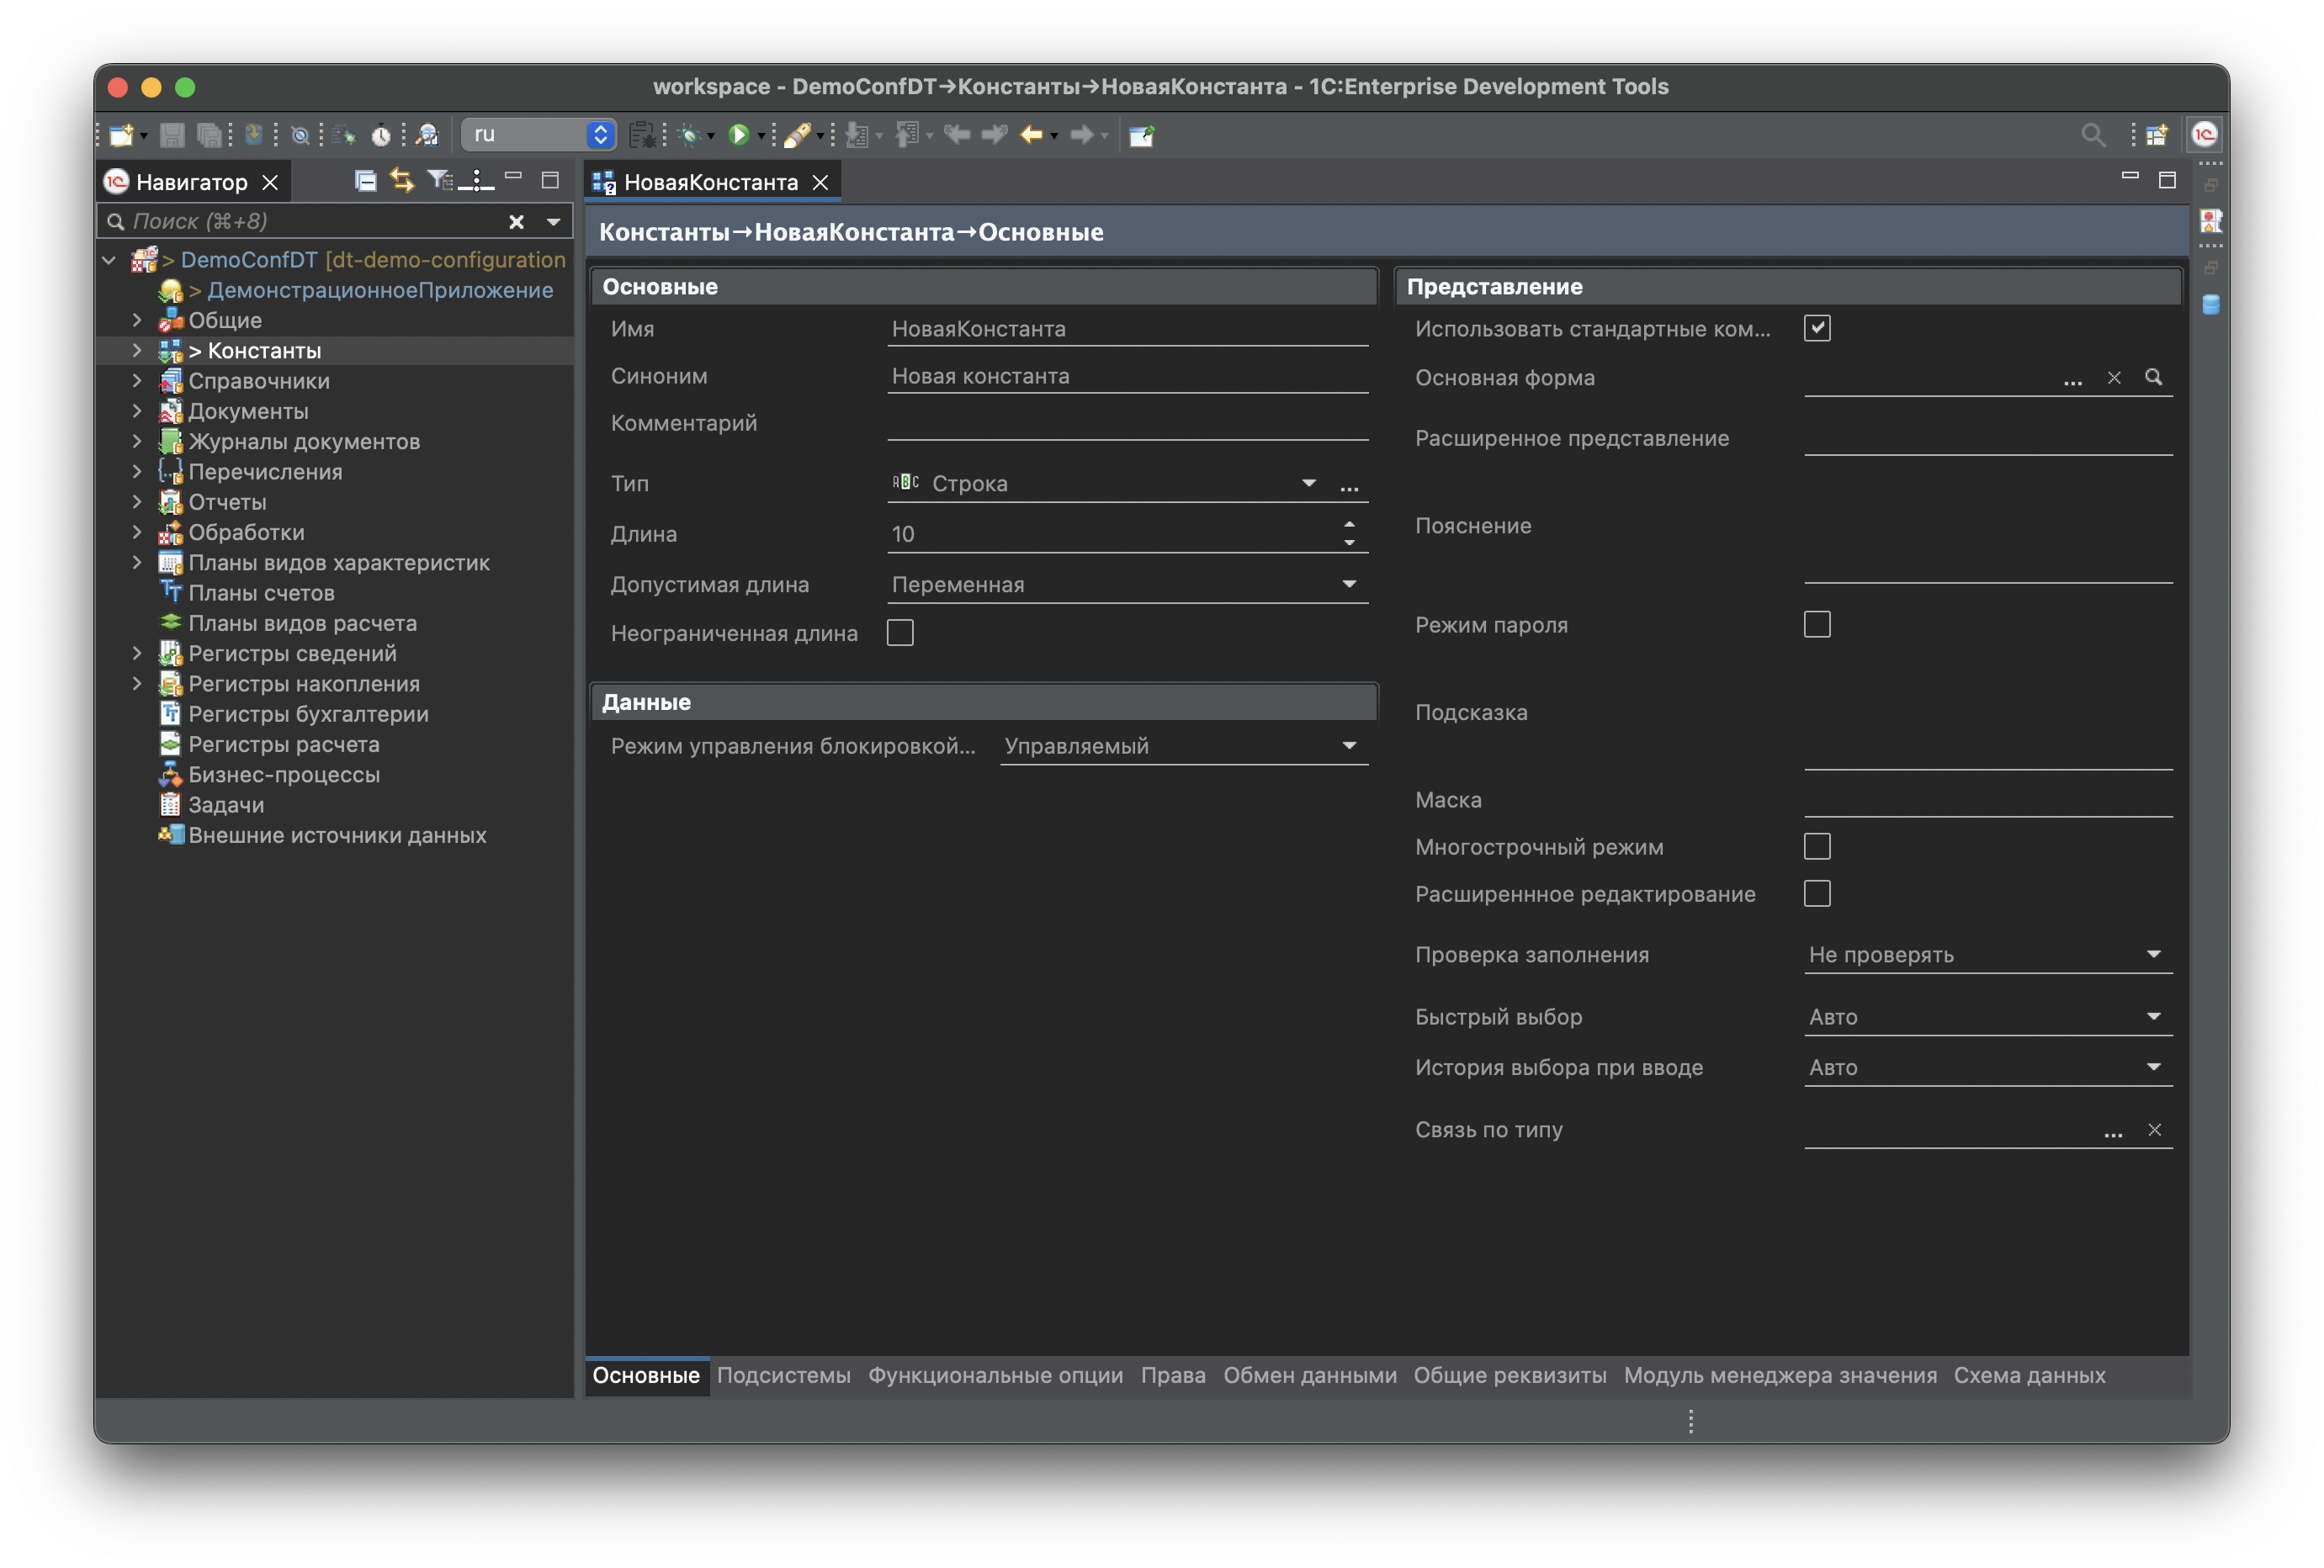 workspace - DemoConfDT→Константы→НоваяКонстанта - 1C:Enterprise Development Tools
ru
Навигатор
Поиск (⌘+8)
> DemoConfDT [dt-demo-configuration
> ДемонстрационноеПриложение
Общие
> Константы
Справочники
Документы
Журналы документов
Перечисления
Отчеты
Обработки
Планы видов характеристик
Планы счетов
Планы видов расчета
Регистры сведений
Регистры накопления
Регистры бухгалтерии
Регистры расчета
Бизнес-процессы
Задачи
Внешние источники данных
НоваяКонстанта
Константы→НоваяКонстанта→Основные
Основные
Имя НоваяКонстанта
Синоним Новая константа
Комментарий
Тип ABC Строка ...
Длина 10
Допустимая длина Переменная
Неограниченная длина
Данные
Режим управления блокировкой... Управляемый
Представление
Использовать стандартные ком...
Основная форма ...
Расширенное представление
Пояснение
Режим пароля
Подсказка
Маска
Многострочный режим
Расширеннное редактирование
Проверка заполнения Не проверять
Быстрый выбор Авто
История выбора при вводе Авто
Связь по типу ...
Основные Подсистемы Функциональные опции Права Обмен данными Общие реквизиты Модуль менеджера значения Схема данных